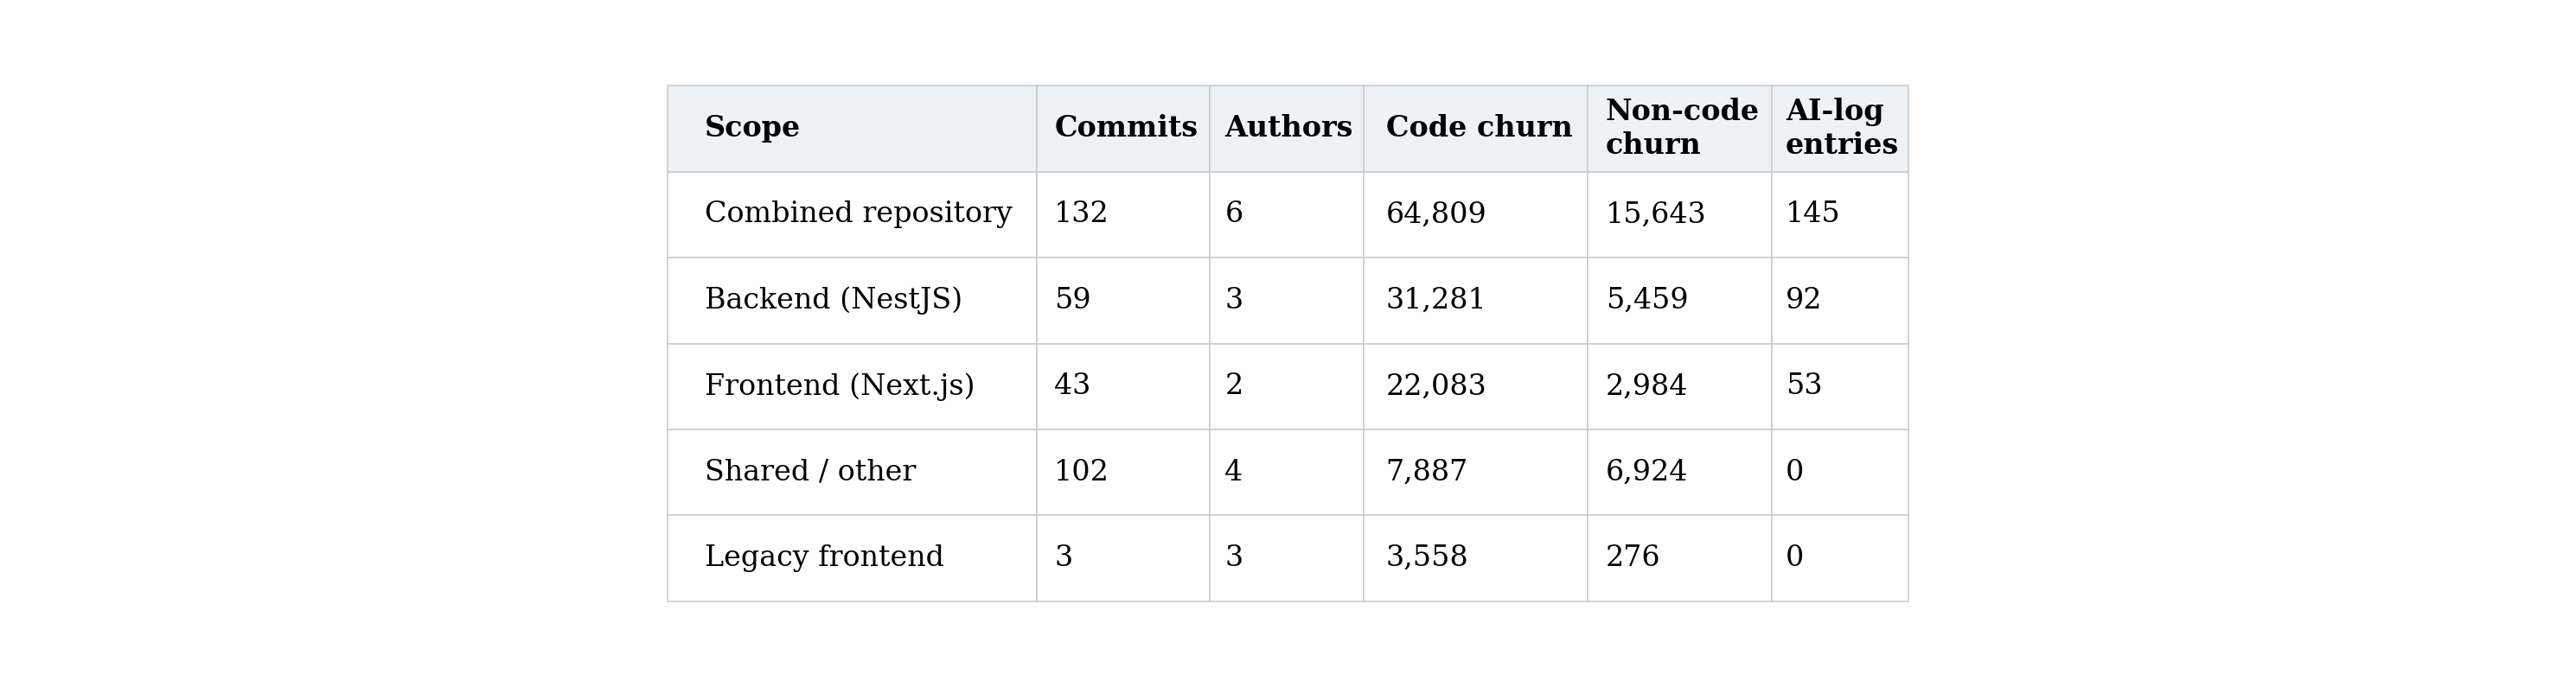 Scope Commits Authors Code churn Non-code churn AI-log entries
Combined repository 132 6 64,809 15,643 145
Backend (NestJS) 59 3 31,281 5,459 92
Frontend (Next.js) 43 2 22,083 2,984 53
Shared / other 102 4 7,887 6,924 0
Legacy frontend 3 3 3,558 276 0